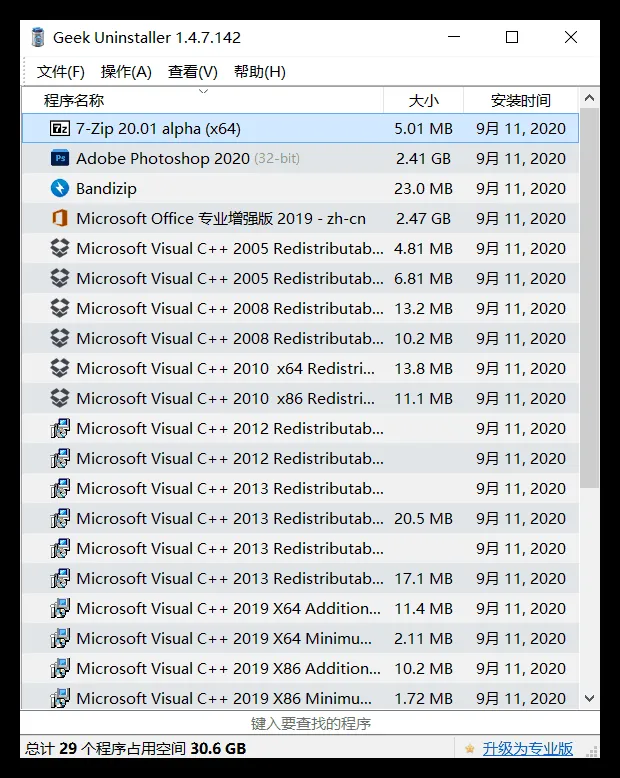 Geek Uninstaller 1.4.7.142
文件(F) 操作(A) 查看(V) 帮助(H)
程序名称 大小 安装时间
7-Zip 20.01 alpha (x64) 5.01 MB 9月 11, 2020
Adobe Photoshop 2020 (32-bit) 2.41 GB 9月 11, 2020
Bandizip 23.0 MB 9月 11, 2020
Microsoft Office 专业增强版 2019 - zh-cn 2.47 GB 9月 11, 2020
Microsoft Visual C++ 2005 Redistributab... 4.81 MB 9月 11, 2020
Microsoft Visual C++ 2005 Redistributab... 6.81 MB 9月 11, 2020
Microsoft Visual C++ 2008 Redistributab... 13.2 MB 9月 11, 2020
Microsoft Visual C++ 2008 Redistributab... 10.2 MB 9月 11, 2020
Microsoft Visual C++ 2010 x64 Redistri... 13.8 MB 9月 11, 2020
Microsoft Visual C++ 2010 x86 Redistri... 11.1 MB 9月 11, 2020
Microsoft Visual C++ 2012 Redistributab... 9月 11, 2020
Microsoft Visual C++ 2012 Redistributab... 9月 11, 2020
Microsoft Visual C++ 2013 Redistributab... 9月 11, 2020
Microsoft Visual C++ 2013 Redistributab... 20.5 MB 9月 11, 2020
Microsoft Visual C++ 2013 Redistributab... 9月 11, 2020
Microsoft Visual C++ 2013 Redistributab... 17.1 MB 9月 11, 2020
Microsoft Visual C++ 2019 X64 Addition... 11.4 MB 9月 11, 2020
Microsoft Visual C++ 2019 X64 Minimu... 2.11 MB 9月 11, 2020
Microsoft Visual C++ 2019 X86 Addition... 10.2 MB 9月 11, 2020
Microsoft Visual C++ 2019 X86 Minimu... 1.72 MB 9月 11, 2020
键入要查找的程序
总计 29 个程序占用空间 30.6 GB 升级为专业版